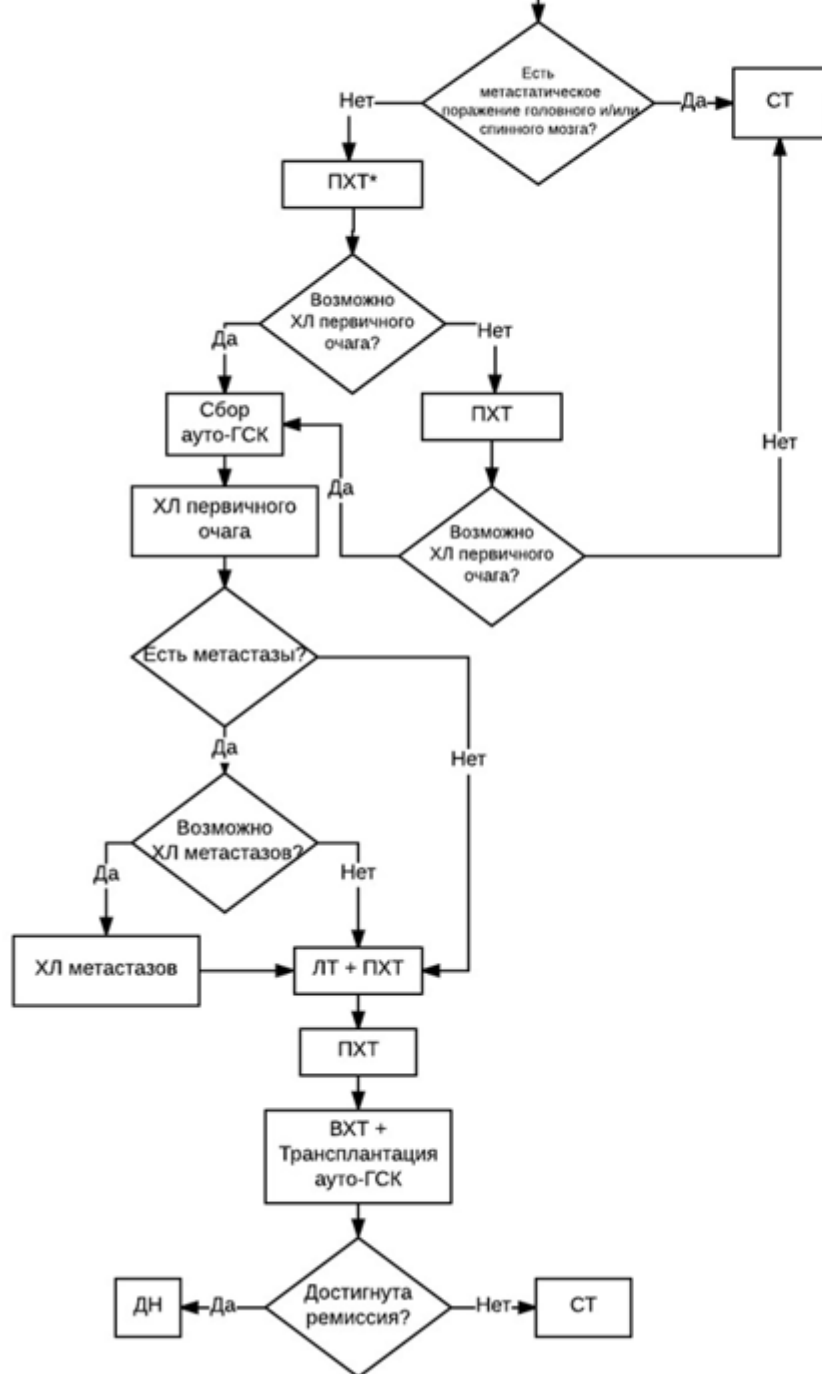 Есть
метастатическое
поражение головного и/или
спинного мозга?
Нет
Да
СТ
ПХТ*
Возможно
ХЛ первичного
очага?
Да
Нет
Сбор
ауто-ГСК
ПХТ
Нет
Да
ХЛ первичного
очага
Возможно
ХЛ первичного
очага?
Есть метастазы?
Да
Нет
Возможно
ХЛ метастазов?
Да
Нет
ХЛ метастазов
ЛТ + ПХТ
ПХТ
ВХТ +
Трансплантация
ауто-ГСК
Достигнута
ремиссия?
ДН
Да
Нет
СТ